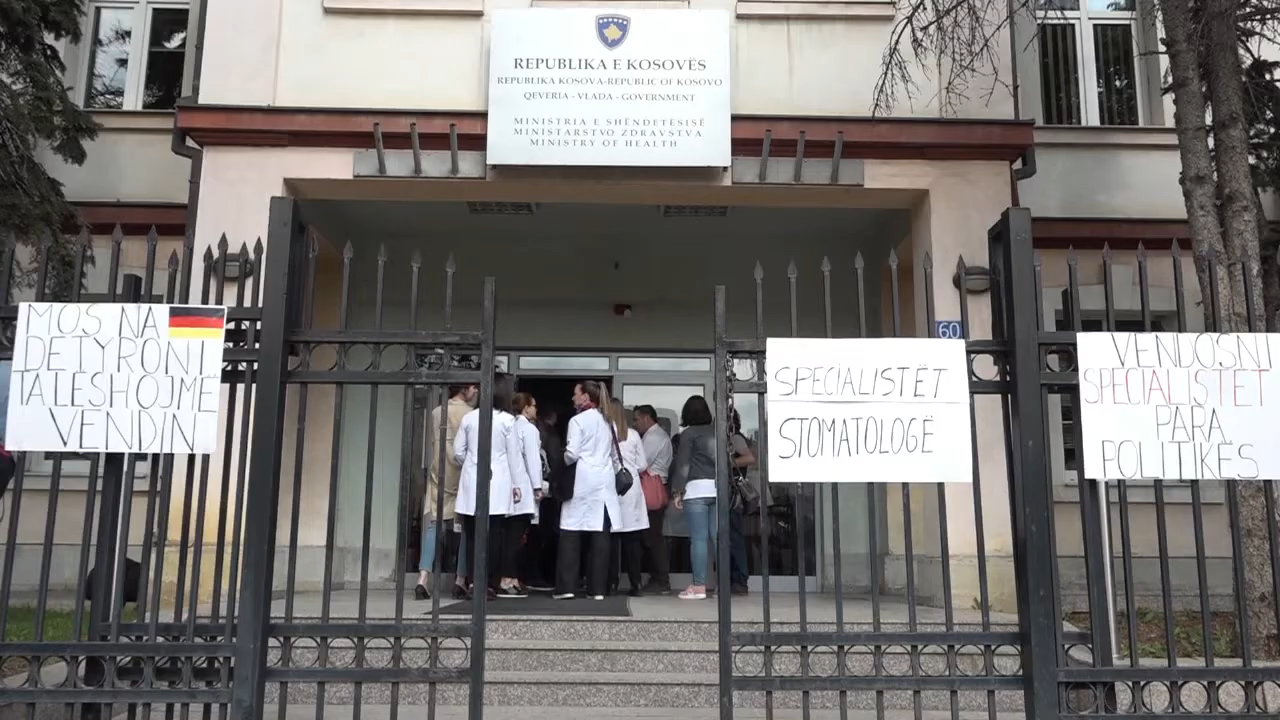 REPUBLIKA E KOSOVËS
REPUBLIKA KOSOVA-REPUBLIC OF KOSOVO
QEVERIA - VLADA - GOVERNMENT
MINISTRIA E SHËNDETËSISË
MINISTARSTVO ZDRAVSTVA
MINISTRY OF HEALTH
60
MOS NA
DETYRONI
TA LËSHOJMË
VENDIN
SPECIALISTËT
STOMATOLOGË
VENDOSNI
SPECIALISTËT
PARA
POLITIKËS